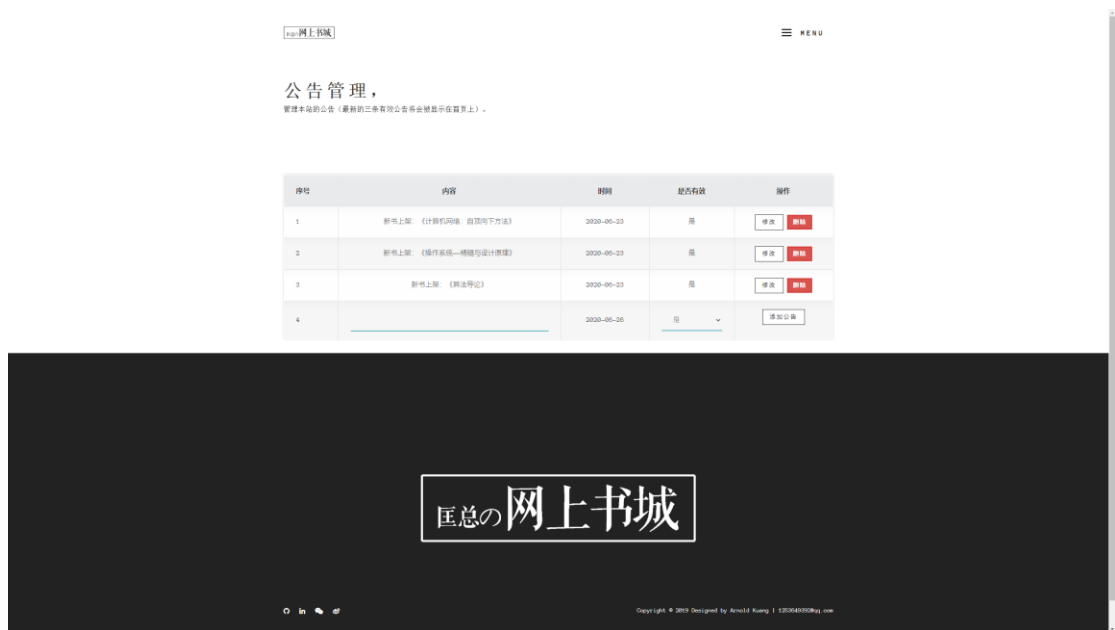 匡总の网上书城
MENU
公告管理，
管理本站的公告（最新的三条有效公告将会被显示在首页上）。
序号 内容 时间 是否有效 操作
1 新书上架：《计算机网络：自顶向下方法》 2020-06-23 是 修改 删除
2 新书上架：《操作系统—精髓与设计原理》 2020-06-23 是 修改 删除
3 新书上架：《算法导论》 2020-06-23 是 修改 删除
4 2020-06-26 是 添加公告
匡总の网上书城
Copyright © 2019 Designed by Arnold Kuang |